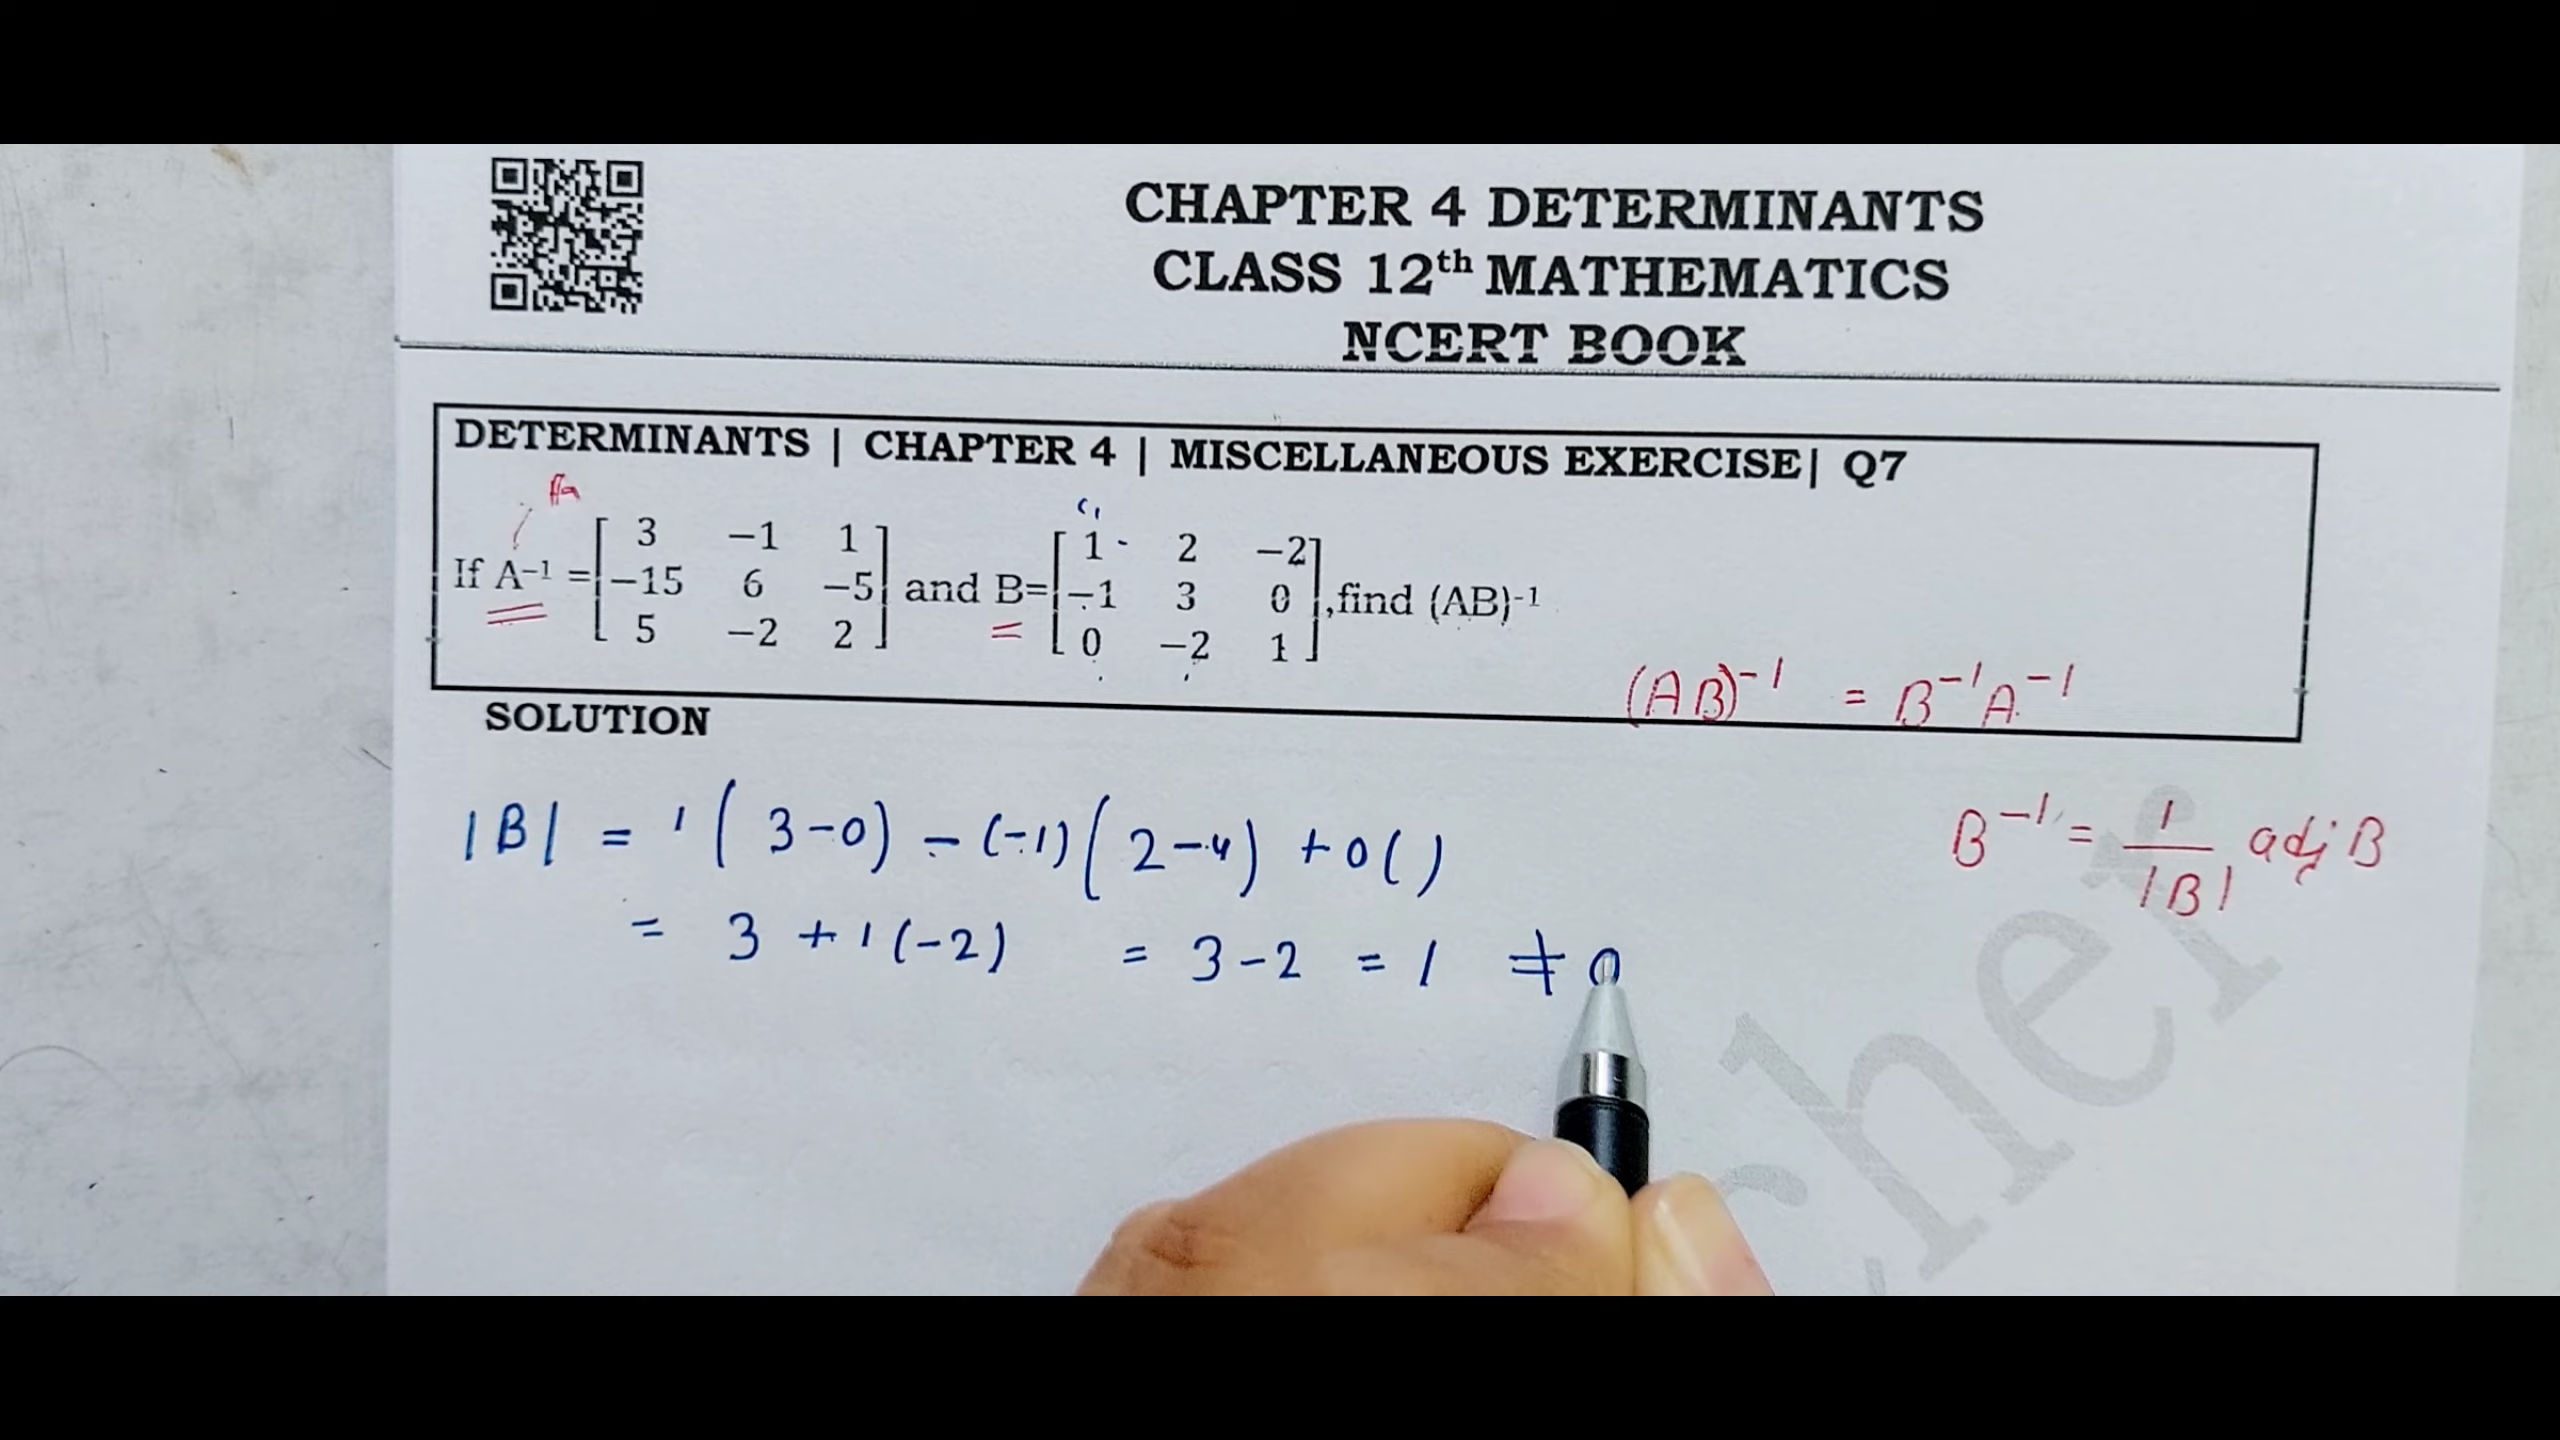 CHAPTER 4 DETERMINANTS
CLASS 12th MATHEMATICS
NCERT BOOK
DETERMINANTS | CHAPTER 4 | MISCELLANEOUS EXERCISE| Q7
3 −1 1 1 2 −2
If A−1 = −15 6 −5 and B= −1 3 0 ,find (AB)-1
5 −2 2 0 −2 1
(AB)−1 = B−1A−1
SOLUTION
|B| = 1(3−0) − (−1)(2−4) + 0( )
B−1 = 1/|B| adj B
= 3 + 1(−2) = 3−2 = 1 ≠ 0
cher